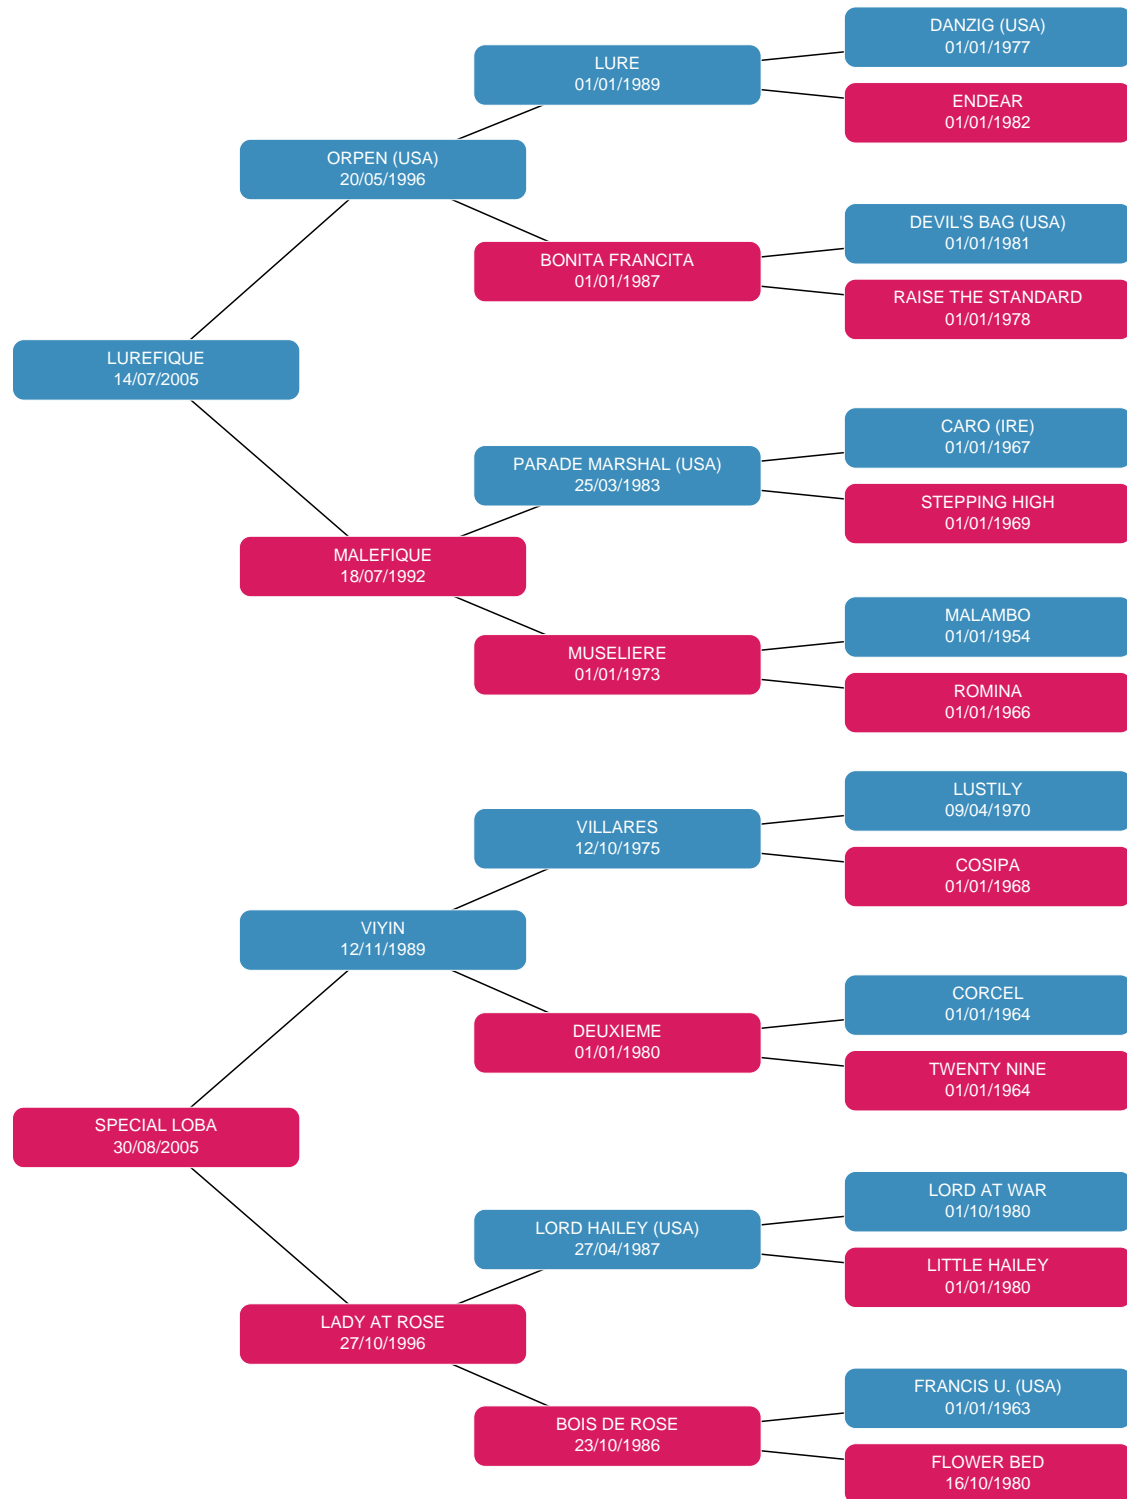 DANZIG (USA)
01/01/1977
LURE
01/01/1989
ENDEAR
01/01/1982
ORPEN (USA)
20/05/1996
DEVIL'S BAG (USA)
01/01/1981
BONITA FRANCITA
01/01/1987
RAISE THE STANDARD
01/01/1978
LUREFIQUE
14/07/2005
CARO (IRE)
01/01/1967
PARADE MARSHAL (USA)
25/03/1983
STEPPING HIGH
01/01/1969
MALEFIQUE
18/07/1992
MALAMBO
01/01/1954
MUSELIERE
01/01/1973
ROMINA
01/01/1966
LUSTILY
09/04/1970
VILLARES
12/10/1975
COSIPA
01/01/1968
VIYIN
12/11/1989
CORCEL
01/01/1964
DEUXIEME
01/01/1980
TWENTY NINE
01/01/1964
SPECIAL LOBA
30/08/2005
LORD AT WAR
01/10/1980
LORD HAILEY (USA)
27/04/1987
LITTLE HAILEY
01/01/1980
LADY AT ROSE
27/10/1996
FRANCIS U. (USA)
01/01/1963
BOIS DE ROSE
23/10/1986
FLOWER BED
16/10/1980